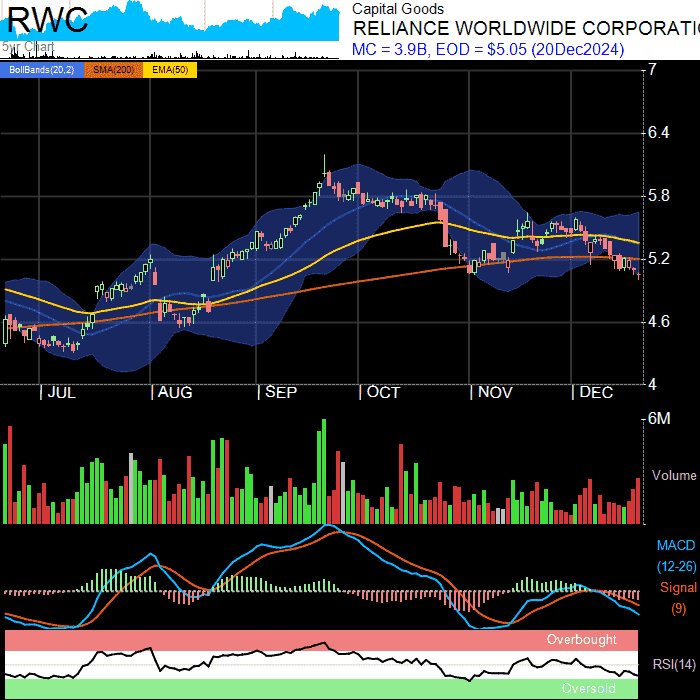 RWC
5yr Chart
Capital Goods
RELIANCE WORLDWIDE CORPORATI
MC = 3.9B, EOD = $5.05 (20Dec2024)
BollBands(20,2) SMA(200) EMA(50)
7
6.4
5.8
5.2
4.6
4
JUL AUG SEP OCT NOV DEC
6M
Volume
MACD
(12-26)
Signal
(9)
Overbought
RSI(14)
Oversold